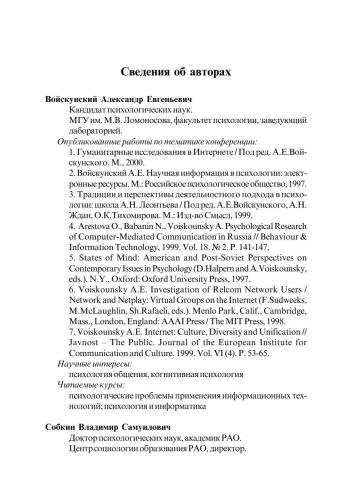 Сведения об авторах
Войскунский Александр Евгеньевич
Кандидат психологических наук.
МГУ им. М.В. Ломоносова, факультет психологии, заведующий
лабораторией.
Опубликованные работы по тематике конференции:
1. Гуманитарные исследования в Интернете / Под ред. А.Е.Вой-
скунского. М., 2000.
2. Войскунский А.Е. Научная информация в психологии: элект-
ронные ресурсы. М.: Российское психологическое общество, 1997.
3. Традиции и перспективы деятельностного подхода в психо-
логии: школа А.Н. Леонтьева / Под ред. А.Е.Войскунского, А.Н.
Ждан, О.К.Тихомирова. М.: Изд-во Смысл, 1999.
4. Arestova O., Babanin N., Voiskounsky A. Psychological Research
of Computer-Mediated Communication in Russia // Behaviour &
Information Technology, 1999. Vol. 18. № 2. P. 141-147.
5. States of Mind: American and Post-Soviet Perspectives on
Contemporary Issues in Psychology (D.Halpern and A.Voiskounsky,
eds.). N.Y., Oxford: Oxford University Press, 1997.
6. Voiskounsky A.E. Investigation of Relcom Network Users /
Network and Netplay: Virtual Groups on the Internet (F.Sudweeks,
M.McLaughlin, Sh.Rafaeli, eds.). Menlo Park, Calif., Cambridge,
Mass., London, England: AAAI Press / The MIT Press, 1998.
7. Voiskounsky A.E. Internet: Culture, Diversity and Unification //
Javnost – The Public. Journal of the European Institute for
Communication and Culture. 1999. Vol. VI (4). P. 53-65.
Научные интересы:
психология общения, когнитивная психология
Читаемые курсы:
психологические проблемы применения информационных тех-
нологий; психология и информатика
Собкин Владимир Самуилович
Доктор психологических наук, академик РАО.
Центр социологии образования РАО, директор.